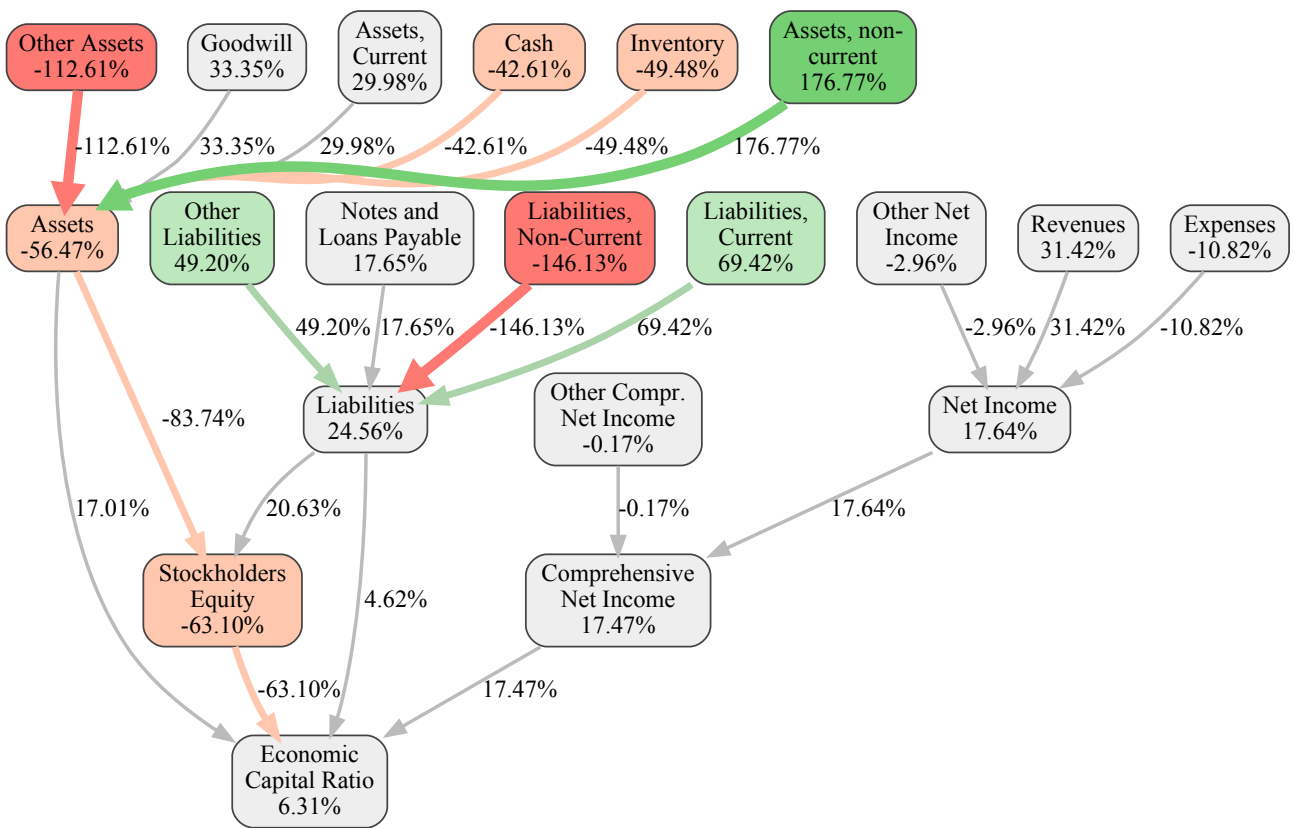 Other Assets
-112.61%
Goodwill
33.35%
Assets,
Current
29.98%
Cash
-42.61%
Inventory
-49.48%
Assets, non-
current
176.77%
-112.61%
33.35%
29.98%
-42.61%
-49.48%
176.77%
Assets
-56.47%
Other
Liabilities
49.20%
Notes and
Loans Payable
17.65%
Liabilities,
Non-Current
-146.13%
Liabilities,
Current
69.42%
Other Net
Income
-2.96%
Revenues
31.42%
Expenses
-10.82%
49.20%
17.65%
-146.13%
69.42%
-2.96%
31.42%
-10.82%
-83.74%
Liabilities
24.56%
Other Compr.
Net Income
-0.17%
Net Income
17.64%
17.01%
20.63%
-0.17%
17.64%
Stockholders
Equity
-63.10%
4.62%
Comprehensive
Net Income
17.47%
-63.10%
17.47%
Economic
Capital Ratio
6.31%